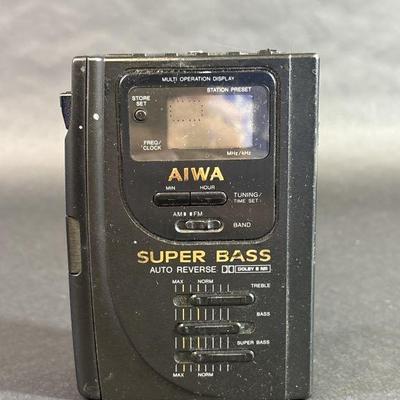 MULTI OPERATION DISPLAY
STATION PRESET
STORE
SET
FREQ/
CLOCK
MHz/kHz
AIWA
MIN HOUR TUNING/
TIME SET
AM FM
BAND
SUPER BASS
AUTO REVERSE DOLBY B NR
MAX NORM TREBLE
BASS
SUPER BASS
MAX NORM